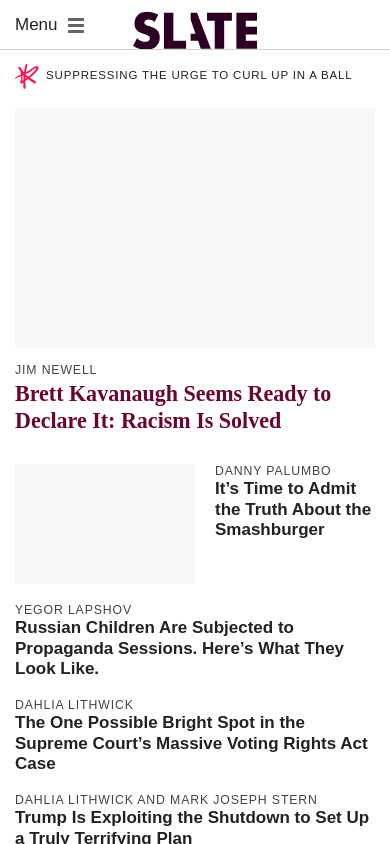 Menu
SLATE
SUPPRESSING THE URGE TO CURL UP IN A BALL
JIM NEWELL
Brett Kavanaugh Seems Ready to
Declare It: Racism Is Solved
DANNY PALUMBO
It’s Time to Admit
the Truth About the
Smashburger
YEGOR LAPSHOV
Russian Children Are Subjected to
Propaganda Sessions. Here’s What They
Look Like.
DAHLIA LITHWICK
The One Possible Bright Spot in the
Supreme Court’s Massive Voting Rights Act
Case
DAHLIA LITHWICK AND MARK JOSEPH STERN
Trump Is Exploiting the Shutdown to Set Up
a Truly Terrifying Plan